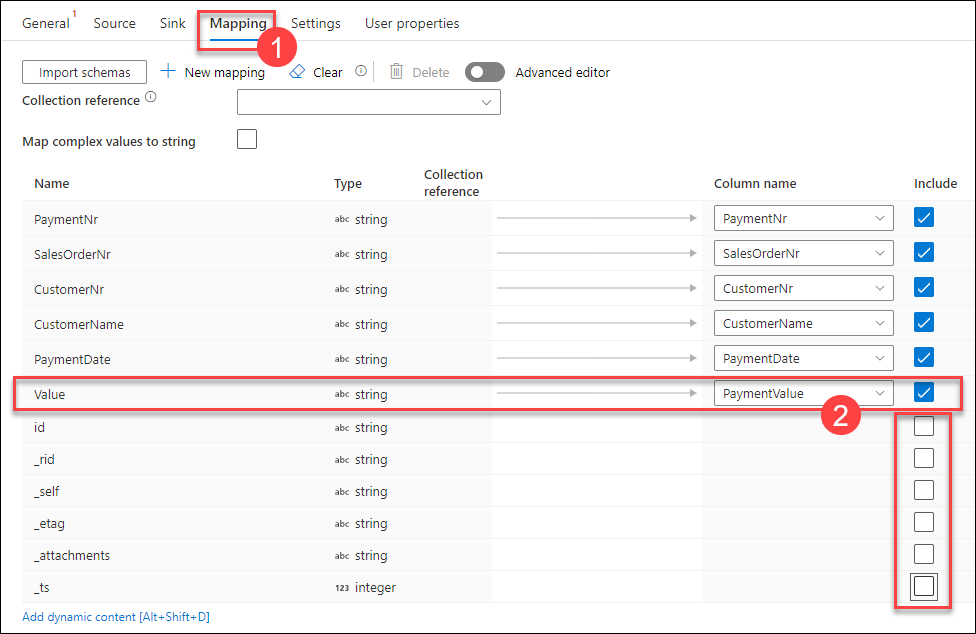 General 1 Source Sink Mapping Settings User properties
1
Import schemas New mapping Clear Delete Advanced editor
Collection reference
Map complex values to string
Name Type Collection reference Column name Include
PaymentNr abc string PaymentNr
SalesOrderNr abc string SalesOrderNr
CustomerNr abc string CustomerNr
CustomerName abc string CustomerName
PaymentDate abc string PaymentDate
Value abc string PaymentValue
2
id abc string
_rid abc string
_self abc string
_etag abc string
_attachments abc string
_ts 123 integer
Add dynamic content [Alt+Shift+D]